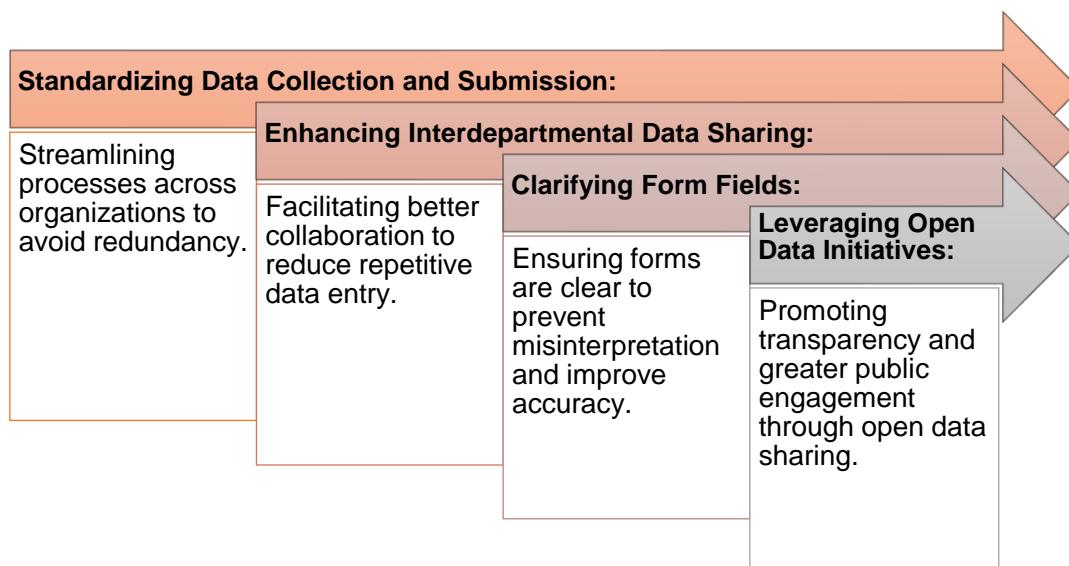 Standardizing Data Collection and Submission:
Streamlining
processes across
organizations to
avoid redundancy.
Enhancing Interdepartmental Data Sharing:
Facilitating better
collaboration to
reduce repetitive
data entry.
Clarifying Form Fields:
Ensuring forms
are clear to
prevent
misinterpretation
and improve
accuracy.
Leveraging Open
Data Initiatives:
Promoting
transparency and
greater public
engagement
through open data
sharing.